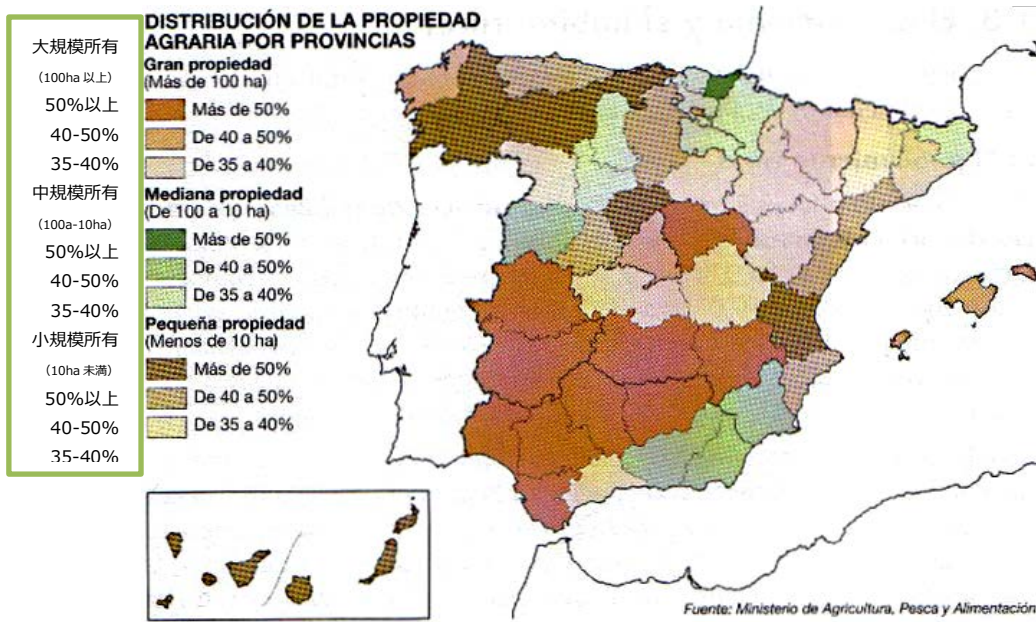 大規模所有
(100ha 以上)
50%以上
40-50%
35-40%
中規模所有
(100a-10ha)
50%以上
40-50%
35-40%
小規模所有
(10ha 未満)
50%以上
40-50%
35-40%
DISTRIBUCIÓN DE LA PROPIEDAD
AGRARIA POR PROVINCIAS
Gran propiedad
(Más de 100 ha)
Más de 50%
De 40 a 50%
De 35 a 40%
Mediana propiedad
(De 100 a 10 ha)
Más de 50%
De 40 a 50%
De 35 a 40%
Pequeña propiedad
(Menos de 10 ha)
Más de 50%
De 40 a 50%
De 35 a 40%
Fuente: Ministerio de Agricultura, Pesca y Alimentación